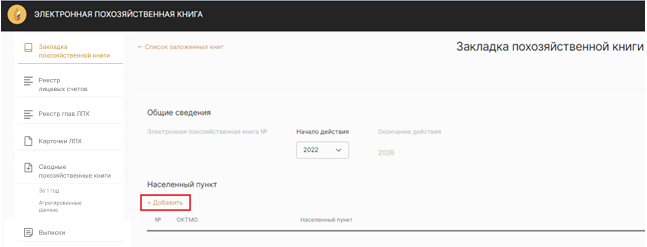 ЭЛЕКТРОННАЯ ПОХОЗЯЙСТВЕННАЯ КНИГА
Закладка
похозяйственной книги
← Список заложенных книг
Закладка похозяйственной книги
Реестр
лицевых счетов
Реестр глав ЛПХ
Карточки ЛПХ
Сводные
похозяйственные книги
За 1 год
Агрегированные
данные
Выписки
Общие сведения
Электронная похозяйственная книга №
Начало действия
Окончание действия
2022
2026
Населенный пункт
+ Добавить
№ ОКТМО Населенный пункт